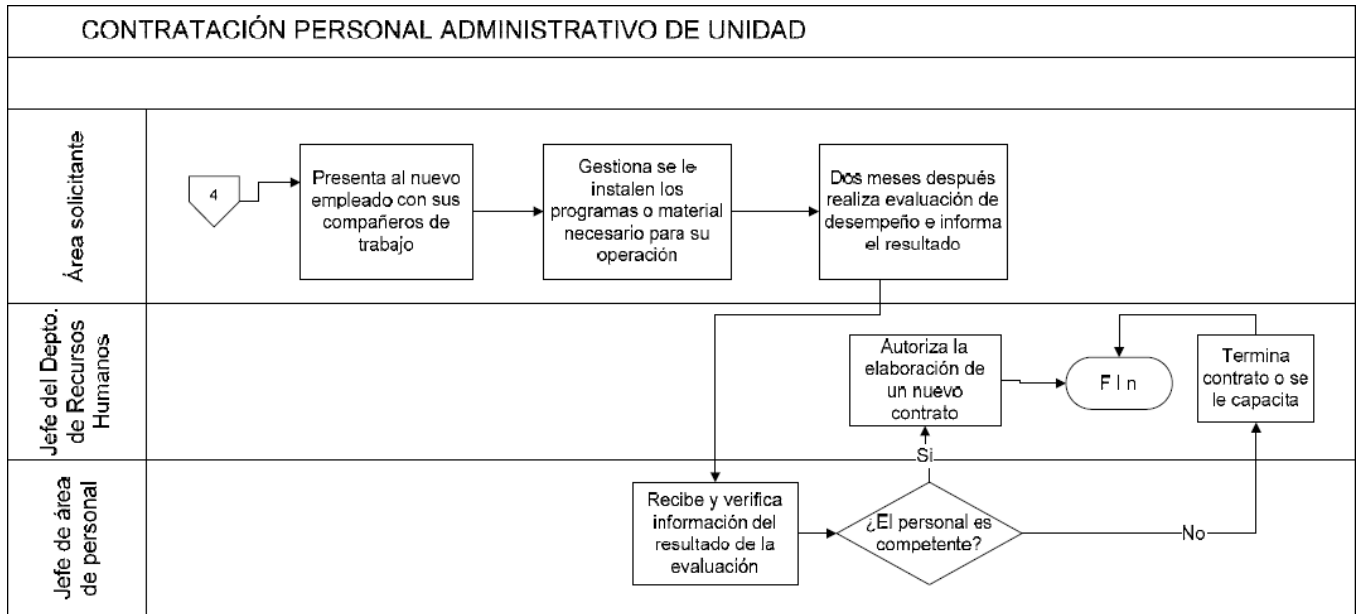 CONTRATACIÓN PERSONAL ADMINISTRATIVO DE UNIDAD
Área solicitante
4
Presenta al nuevo
empleado con sus
compañeros de
trabajo
Gestiona se le
instalen los
programas o material
necesario para su
operación
Dos meses después
realiza evaluación de
desempeño e informa
el resultado
Jefe del Depto.
de Recursos
Humanos
Autoriza la
elaboración de
un nuevo
contrato
F I n
Termina
contrato o se
le capacita
Jefe de área
de personal
Recibe y verifica
información del
resultado de la
evaluación
¿El personal es
competente?
Si
No